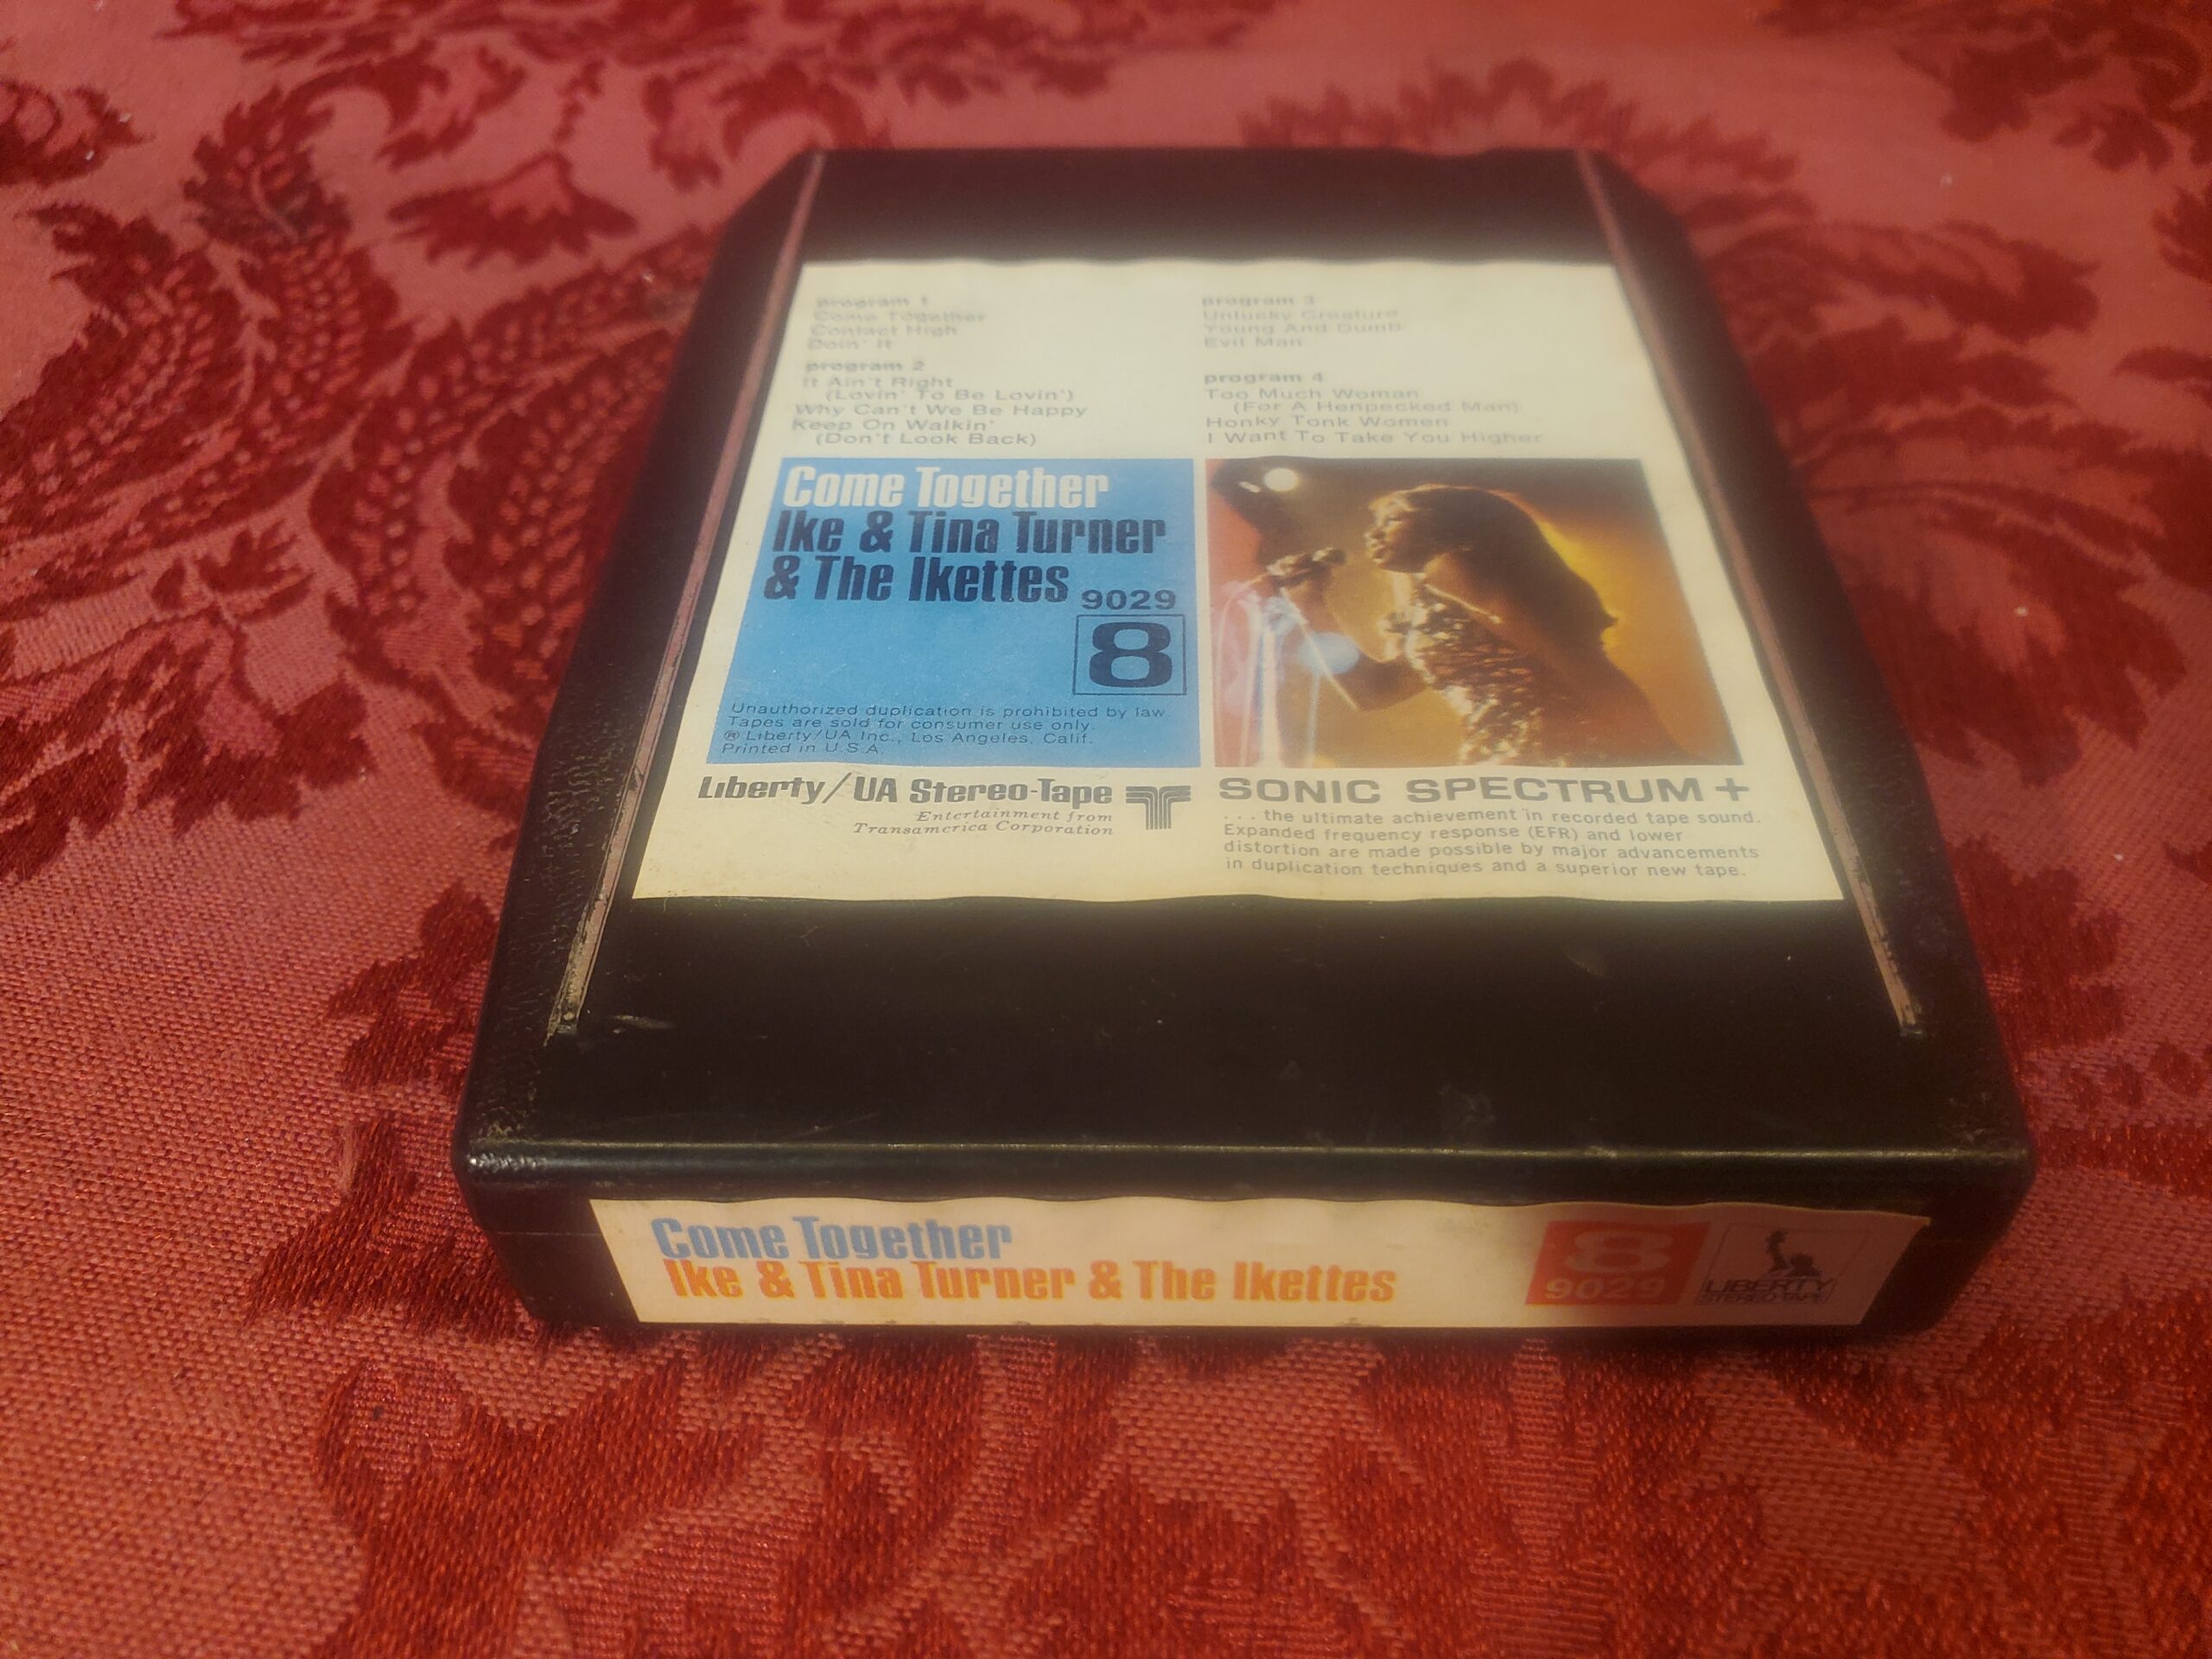 program 1
Come Together
Contact High
Doin' It
program 2
It Ain't Right
(Lovin' To Be Lovin')
Why Can't We Be Happy
Keep On Walkin'
(Don't Look Back)
program 3
Unlucky Creature
Young And Dumb
Evil Man
program 4
Too Much Woman
(For A Henpecked Man)
Honky Tonk Women
I Want To Take You Higher
Come Together
Ike & Tina Turner
& The Ikettes
9029
8
Unauthorized duplication is prohibited by law.
Tapes are sold for consumer use only.
℗ Liberty/UA Inc., Los Angeles, Calif.
Printed in U.S.A.
Liberty/UA Stereo-Tape
Entertainment from
Transamerica Corporation
SONIC SPECTRUM +
. . . the ultimate achievement in recorded tape sound.
Expanded frequency response (EFR) and lower
distortion are made possible by major advancements
in duplication techniques and a superior new tape.
Come Together
Ike & Tina Turner & The Ikettes
8
9029
LIBERTY
STEREO-TAPE